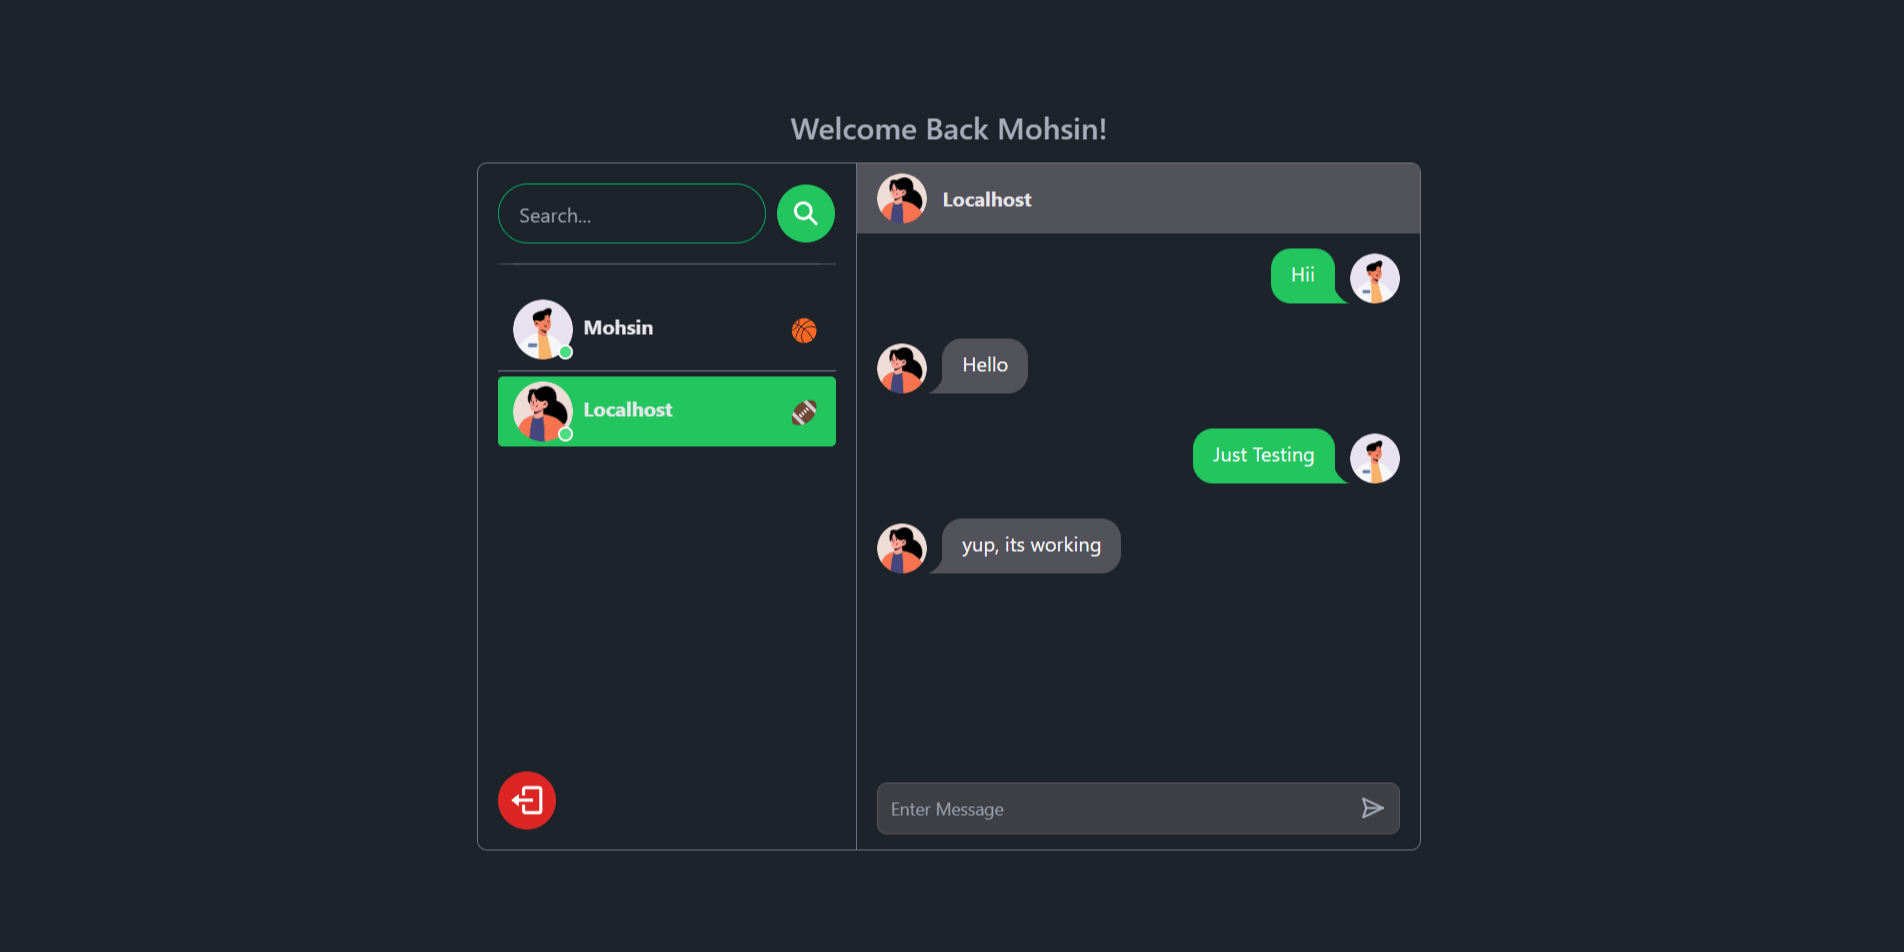 Welcome Back Mohsin!
Search...
Mohsin
Localhost
Localhost
Hii
Hello
Just Testing
yup, its working
Enter Message